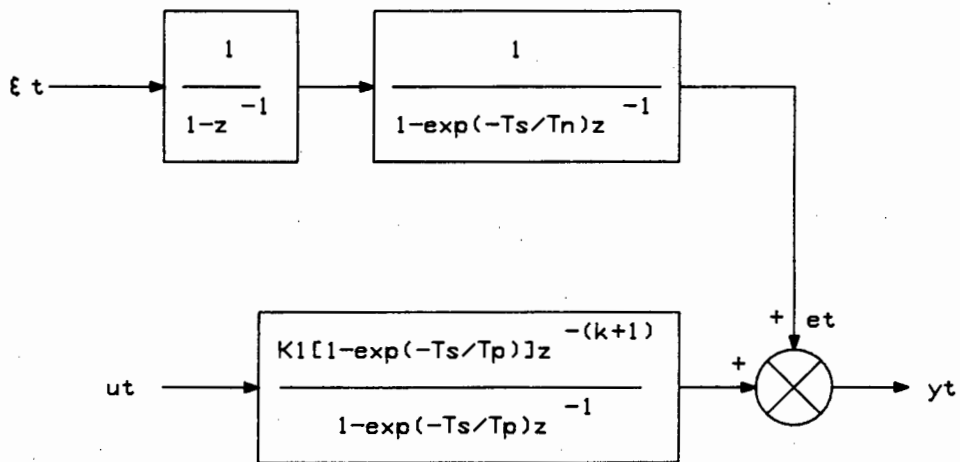 1
ξ t
1-z^-1
1
1-exp(-Ts/Tn)z^-1
+ et
K1[1-exp(-Ts/Tp)]z^-(k+1)
+
ut
yt
1-exp(-Ts/Tp)z^-1